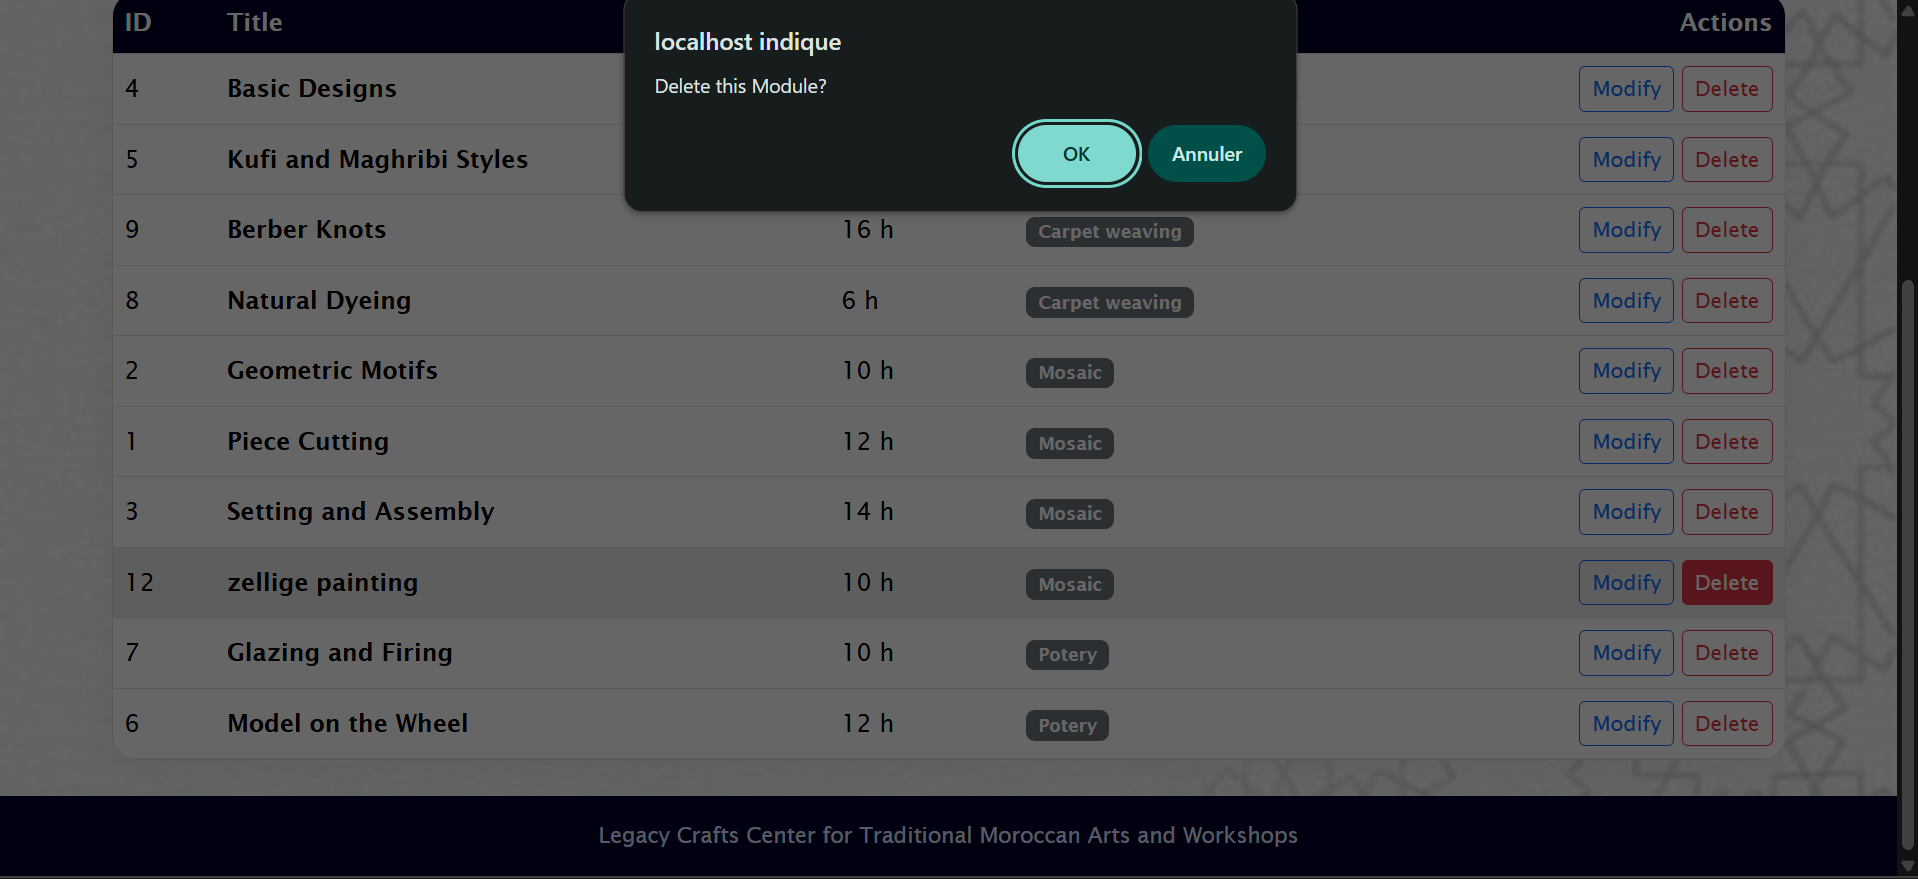 ID Title Actions
localhost indique
Delete this Module?
OK Annuler
4 Basic Designs Modify Delete
5 Kufi and Maghribi Styles Modify Delete
9 Berber Knots 16 h Carpet weaving Modify Delete
8 Natural Dyeing 6 h Carpet weaving Modify Delete
2 Geometric Motifs 10 h Mosaic Modify Delete
1 Piece Cutting 12 h Mosaic Modify Delete
3 Setting and Assembly 14 h Mosaic Modify Delete
12 zellige painting 10 h Mosaic Modify Delete
7 Glazing and Firing 10 h Potery Modify Delete
6 Model on the Wheel 12 h Potery Modify Delete
Legacy Crafts Center for Traditional Moroccan Arts and Workshops